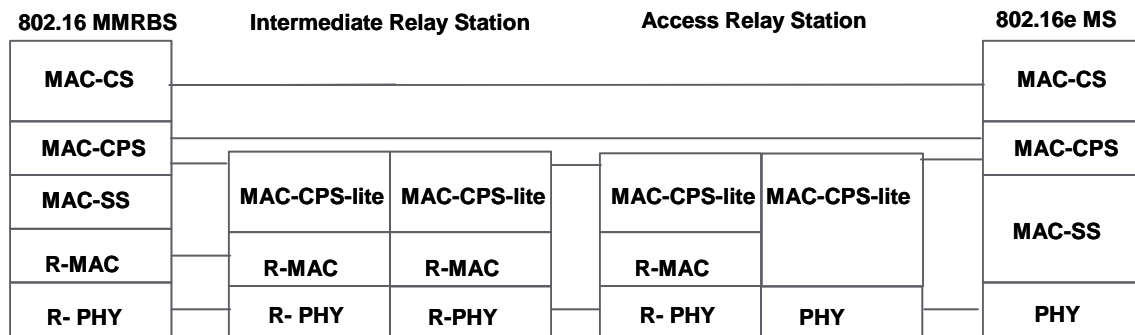 802.16 MMRBS Intermediate Relay Station Access Relay Station 802.16e MS
MAC-CS MAC-CS
MAC-CPS MAC-CPS
MAC-SS MAC-CPS-lite MAC-CPS-lite MAC-CPS-lite MAC-CPS-lite MAC-SS
R-MAC R-MAC R-MAC R-MAC
R- PHY R- PHY R-PHY R- PHY PHY PHY